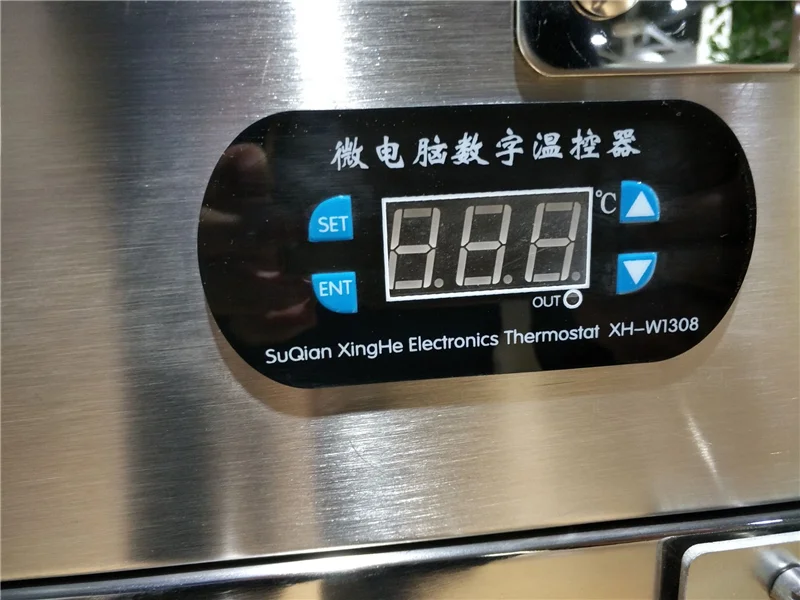 微电脑数字温控器
SET
℃
ENT
OUT
SuQian XingHe Electronics Thermostat XH-W1308